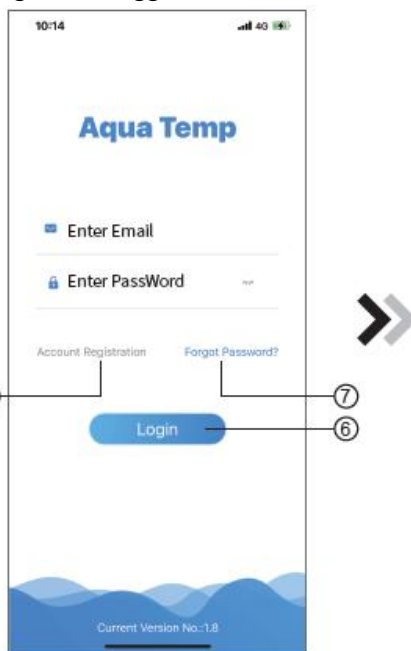 10:14 4G
Aqua Temp
Enter Email
Enter PassWord
Account Registration Forgot Password?
⑦
Login ⑥
Current Version No.:1.8